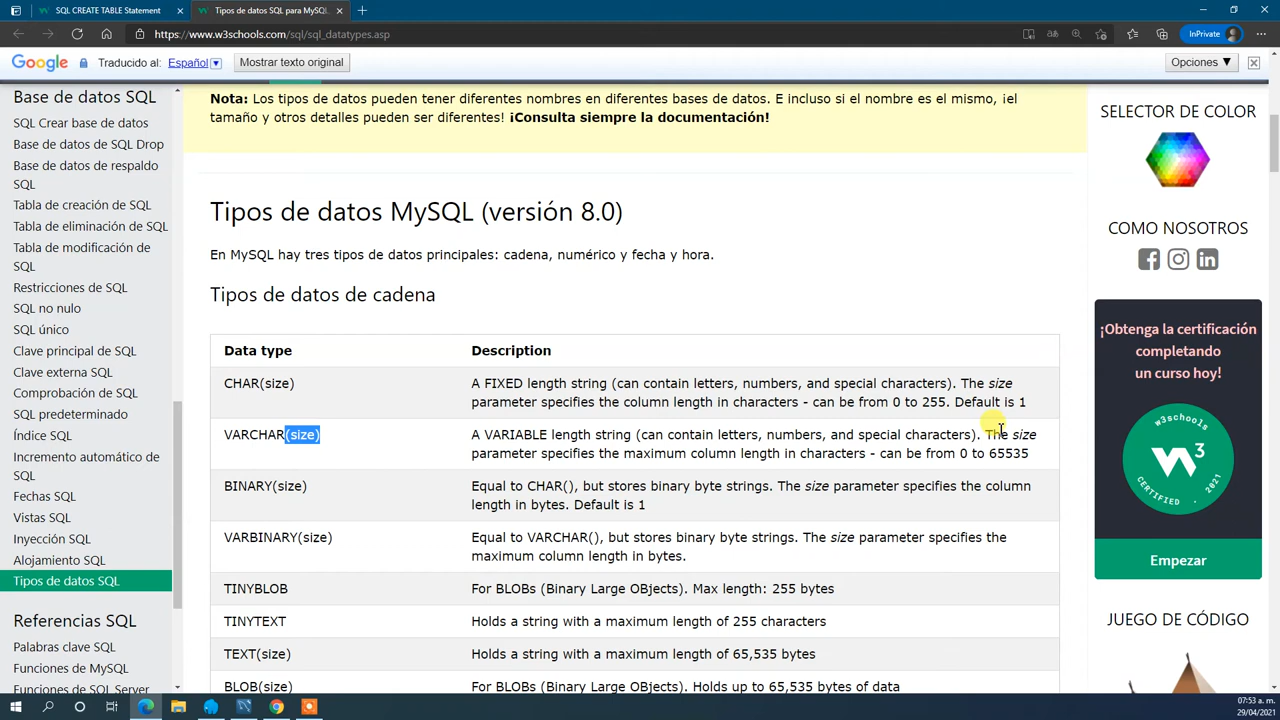 SQL CREATE TABLE Statement
Tipos de datos SQL para MySQL,
https://www.w3schools.com/sql/sql_datatypes.asp
InPrivate
Google
Traducido al: Español
Mostrar texto original
Opciones ▼
Base de datos SQL
SQL Crear base de datos
Base de datos de SQL Drop
Base de datos de respaldo
SQL
Tabla de creación de SQL
Tabla de eliminación de SQL
Tabla de modificación de
SQL
Restricciones de SQL
SQL no nulo
SQL único
Clave principal de SQL
Clave externa SQL
Comprobación de SQL
SQL predeterminado
Índice SQL
Incremento automático de
SQL
Fechas SQL
Vistas SQL
Inyección SQL
Alojamiento SQL
Tipos de datos SQL
Referencias SQL
Palabras clave SQL
Funciones de MySQL
Funciones de SQL Server
Nota: Los tipos de datos pueden tener diferentes nombres en diferentes bases de datos. E incluso si el nombre es el mismo, ¡el
tamaño y otros detalles pueden ser diferentes! ¡Consulta siempre la documentación!
Tipos de datos MySQL (versión 8.0)
En MySQL hay tres tipos de datos principales: cadena, numérico y fecha y hora.
Tipos de datos de cadena
Data type Description
CHAR(size) A FIXED length string (can contain letters, numbers, and special characters). The size
parameter specifies the column length in characters - can be from 0 to 255. Default is 1
VARCHAR(size) A VARIABLE length string (can contain letters, numbers, and special characters). The size
parameter specifies the maximum column length in characters - can be from 0 to 65535
BINARY(size) Equal to CHAR(), but stores binary byte strings. The size parameter specifies the column
length in bytes. Default is 1
VARBINARY(size) Equal to VARCHAR(), but stores binary byte strings. The size parameter specifies the
maximum column length in bytes.
TINYBLOB For BLOBs (Binary Large OBjects). Max length: 255 bytes
TINYTEXT Holds a string with a maximum length of 255 characters
TEXT(size) Holds a string with a maximum length of 65,535 bytes
BLOB(size) For BLOBs (Binary Large OBjects). Holds up to 65,535 bytes of data
SELECTOR DE COLOR
COMO NOSOTROS
¡Obtenga la certificación
completando
un curso hoy!
w3schools
CERTIFIED . 2021
Empezar
JUEGO DE CÓDIGO
07:53 a. m.
29/04/2021